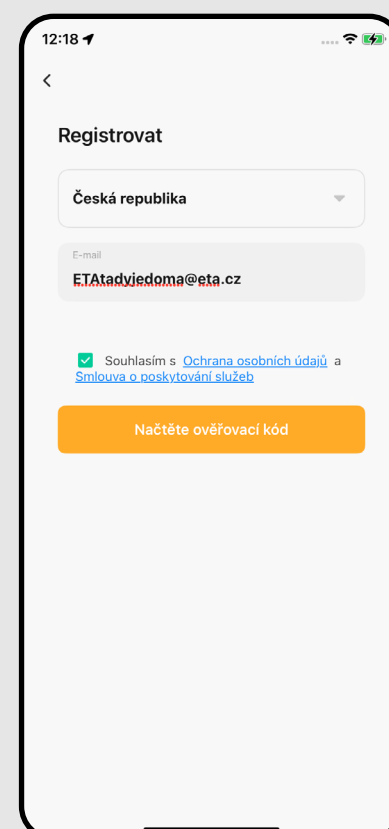 12:18
Registrovat
Česká republika
E-mail
ETAtadyjedoma@eta.cz
Souhlasím s Ochrana osobních údajů a
Smlouva o poskytování služeb
Načtěte ověřovací kód